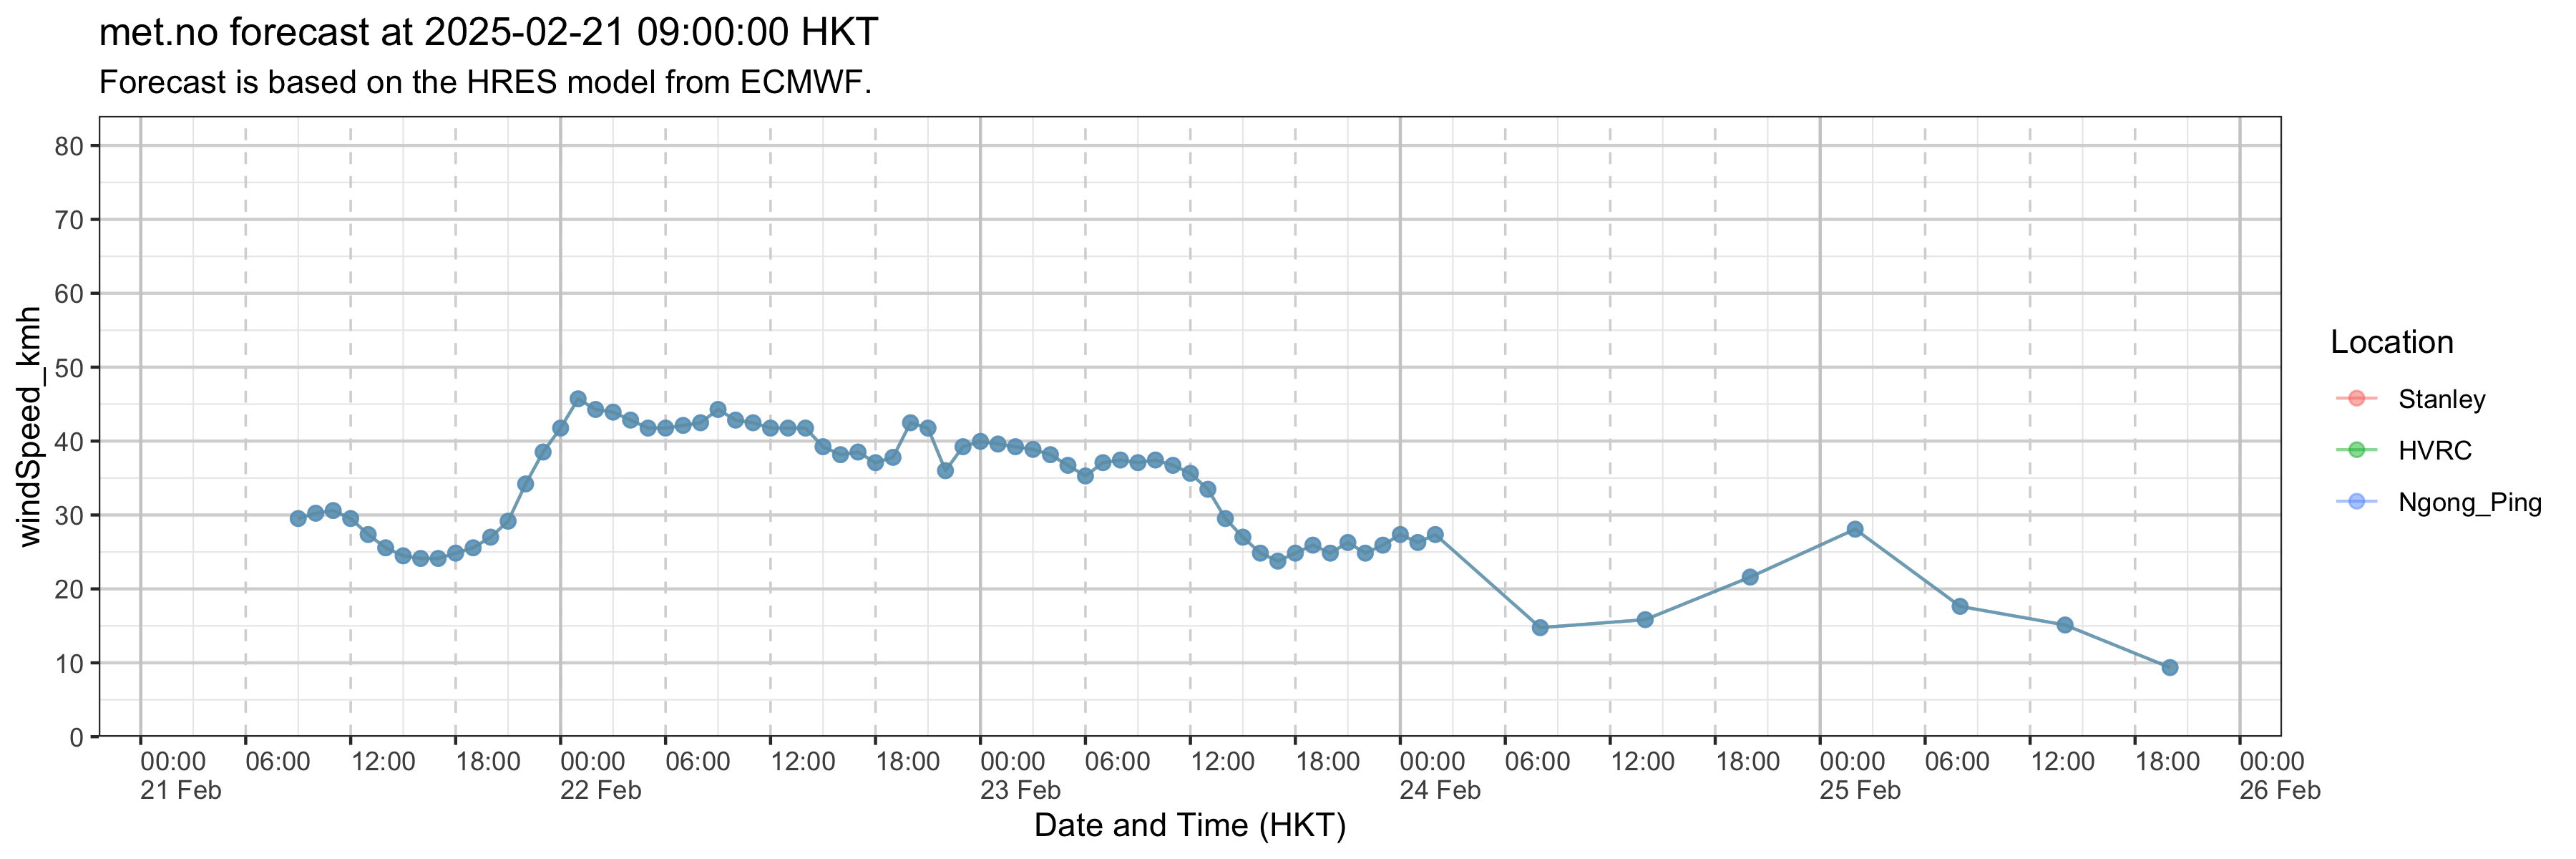 met.no forecast at 2025-02-21 09:00:00 HKT
Forecast is based on the HRES model from ECMWF.
windSpeed_kmh
80
70
60
50
40
30
20
10
0
00:00 06:00 12:00 18:00 00:00 06:00 12:00 18:00 00:00 06:00 12:00 18:00 00:00 06:00 12:00 18:00 00:00 06:00 12:00 18:00 00:00
21 Feb 22 Feb 23 Feb 24 Feb 25 Feb 26 Feb
Date and Time (HKT)
Location
Stanley
HVRC
Ngong_Ping